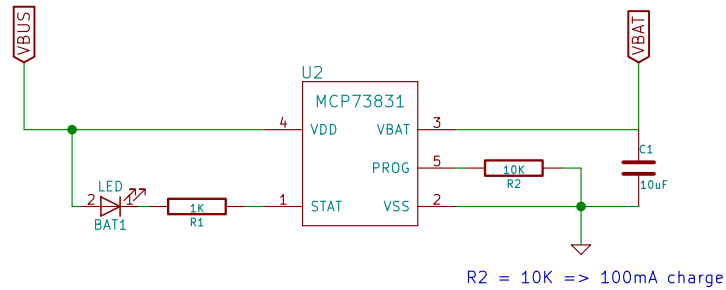 VBUS
VBAT
U2
MCP73831
4 VDD VBAT 3
C1
PROG 5 10K
R2
10uF
LED
2 1 1K 1 STAT VSS 2
BAT1 R1
R2 = 10K => 100mA charge